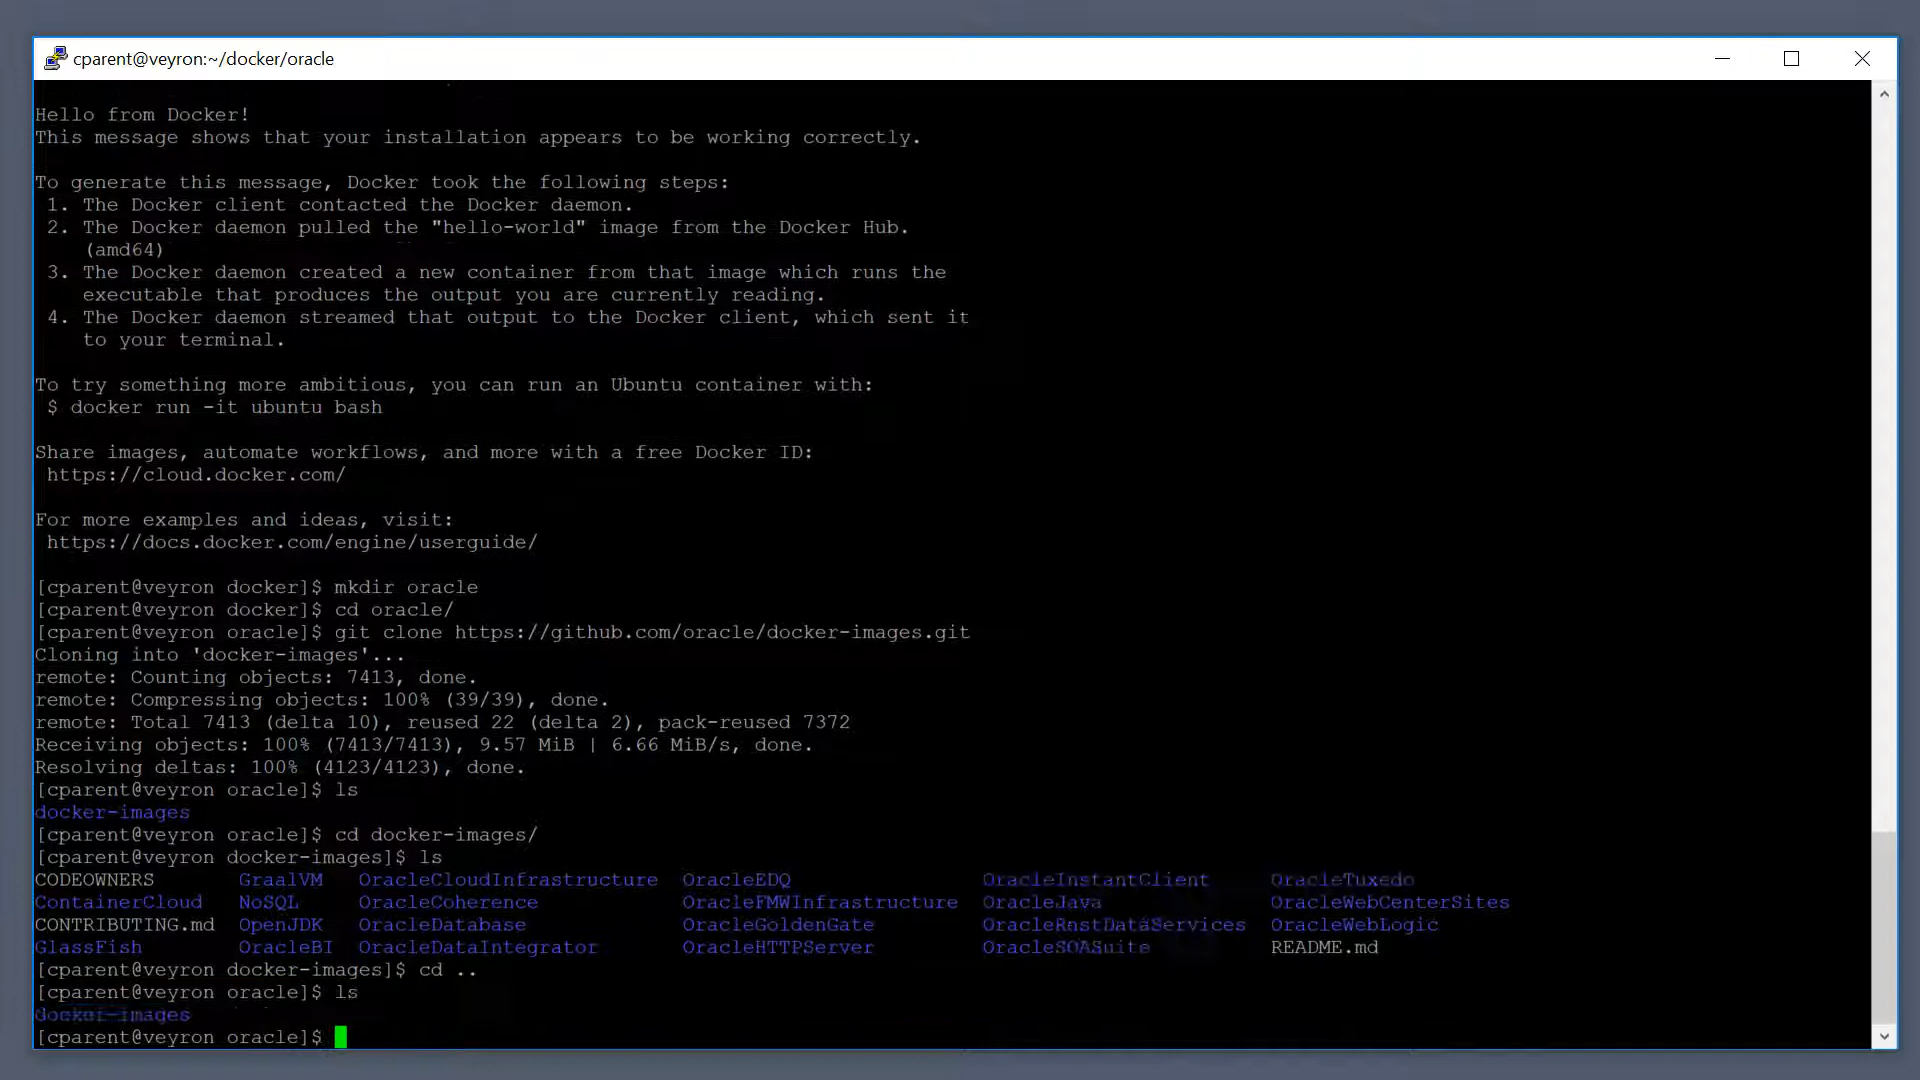 cparent@veyron:~/docker/oracle
Hello from Docker!
This message shows that your installation appears to be working correctly.
To generate this message, Docker took the following steps:
1. The Docker client contacted the Docker daemon.
2. The Docker daemon pulled the "hello-world" image from the Docker Hub.
(amd64)
3. The Docker daemon created a new container from that image which runs the
executable that produces the output you are currently reading.
4. The Docker daemon streamed that output to the Docker client, which sent it
to your terminal.
To try something more ambitious, you can run an Ubuntu container with:
$ docker run -it ubuntu bash
Share images, automate workflows, and more with a free Docker ID:
https://cloud.docker.com/
For more examples and ideas, visit:
https://docs.docker.com/engine/userguide/
[cparent@veyron docker]$ mkdir oracle
[cparent@veyron docker]$ cd oracle/
[cparent@veyron oracle]$ git clone https://github.com/oracle/docker-images.git
Cloning into 'docker-images'...
remote: Counting objects: 7413, done.
remote: Compressing objects: 100% (39/39), done.
remote: Total 7413 (delta 10), reused 22 (delta 2), pack-reused 7372
Receiving objects: 100% (7413/7413), 9.57 MiB | 6.66 MiB/s, done.
Resolving deltas: 100% (4123/4123), done.
[cparent@veyron oracle]$ ls
docker-images
[cparent@veyron oracle]$ cd docker-images/
[cparent@veyron docker-images]$ ls
CODEOWNERS GraalVM OracleCloudInfrastructure OracleEDQ OracleInstantClient OracleTuxedo
ContainerCloud NoSQL OracleCoherence OracleFMWInfrastructure OracleJava OracleWebCenterSites
CONTRIBUTING.md OpenJDK OracleDatabase OracleGoldenGate OracleRestDataServices OracleWebLogic
GlassFish OracleBI OracleDataIntegrator OracleHTTPServer OracleSOASuite README.md
[cparent@veyron docker-images]$ cd ..
[cparent@veyron oracle]$ ls
docker-images
[cparent@veyron oracle]$